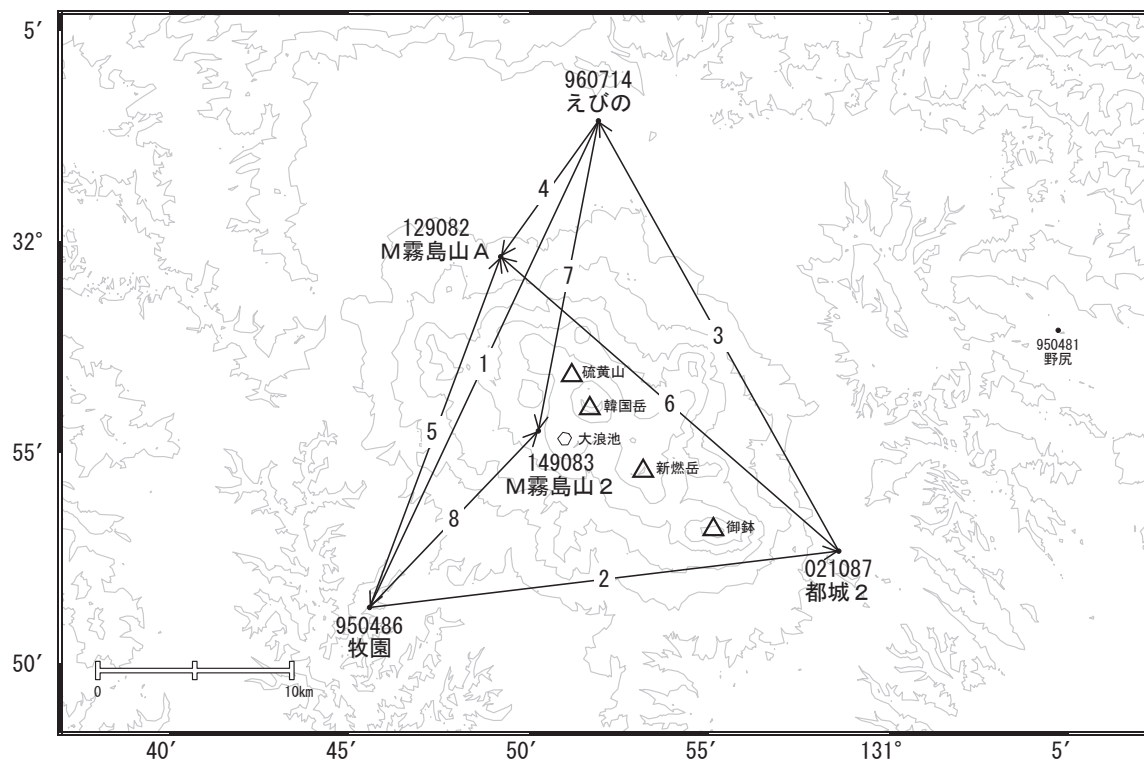 5′
960714
えびの
4
129082
M霧島山A
32°
7
950481
野尻
3
1
硫黄山
韓国岳
6
5
大浪池
55′
149083
M霧島山2
新燃岳
8
御鉢
021087
都城2
2
950486
牧園
50′
0
10km
40′
45′
50′
55′
131°
5′